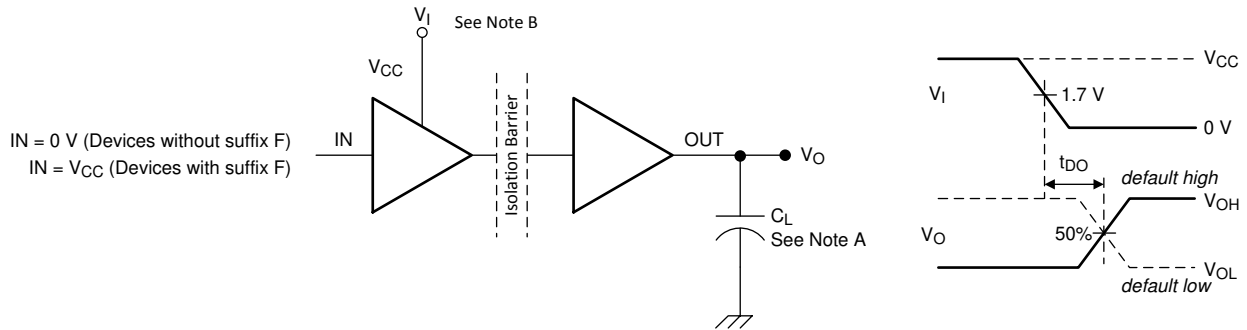 V_I See Note B
V_CC
Isolation Barrier
IN = 0 V (Devices without suffix F)
IN = V_CC (Devices with suffix F)
IN
OUT
V_O
C_L
See Note A
V_I
V_CC
1.7 V
0 V
t_DO
default high
V_OH
V_O
50%
V_OL
default low